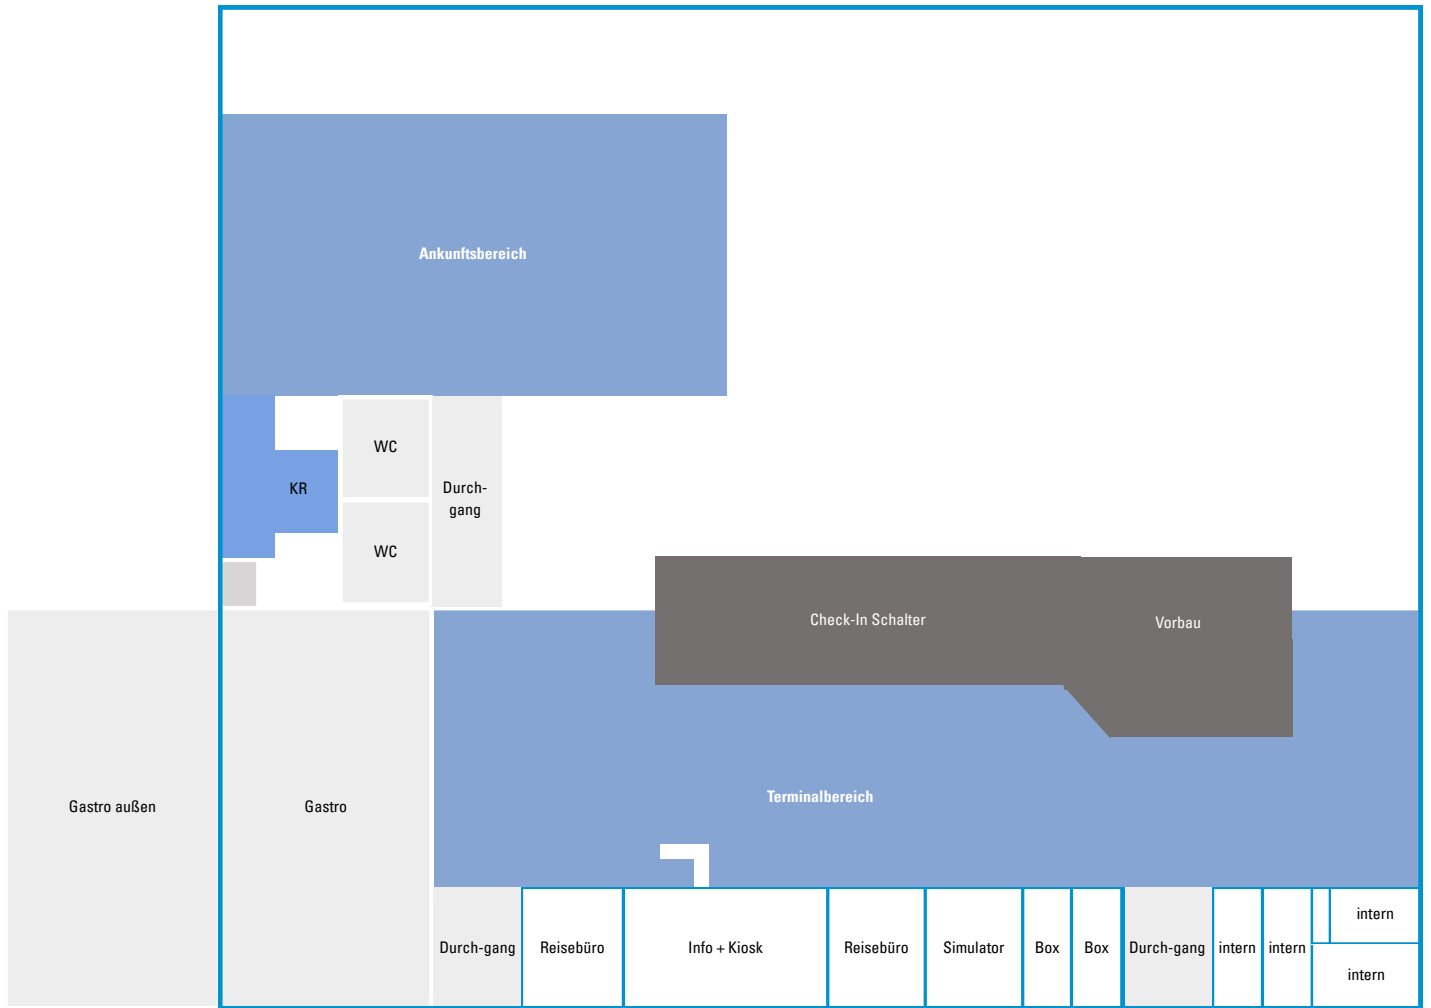 Ankunftsbereich
WC
KR
Durch-
gang
WC
Check-In Schalter
Vorbau
Terminalbereich
Gastro außen
Gastro
Durch-gang
Reisebüro
Info + Kiosk
Reisebüro
Simulator
Box
Box
Durch-gang
intern
intern
intern
intern